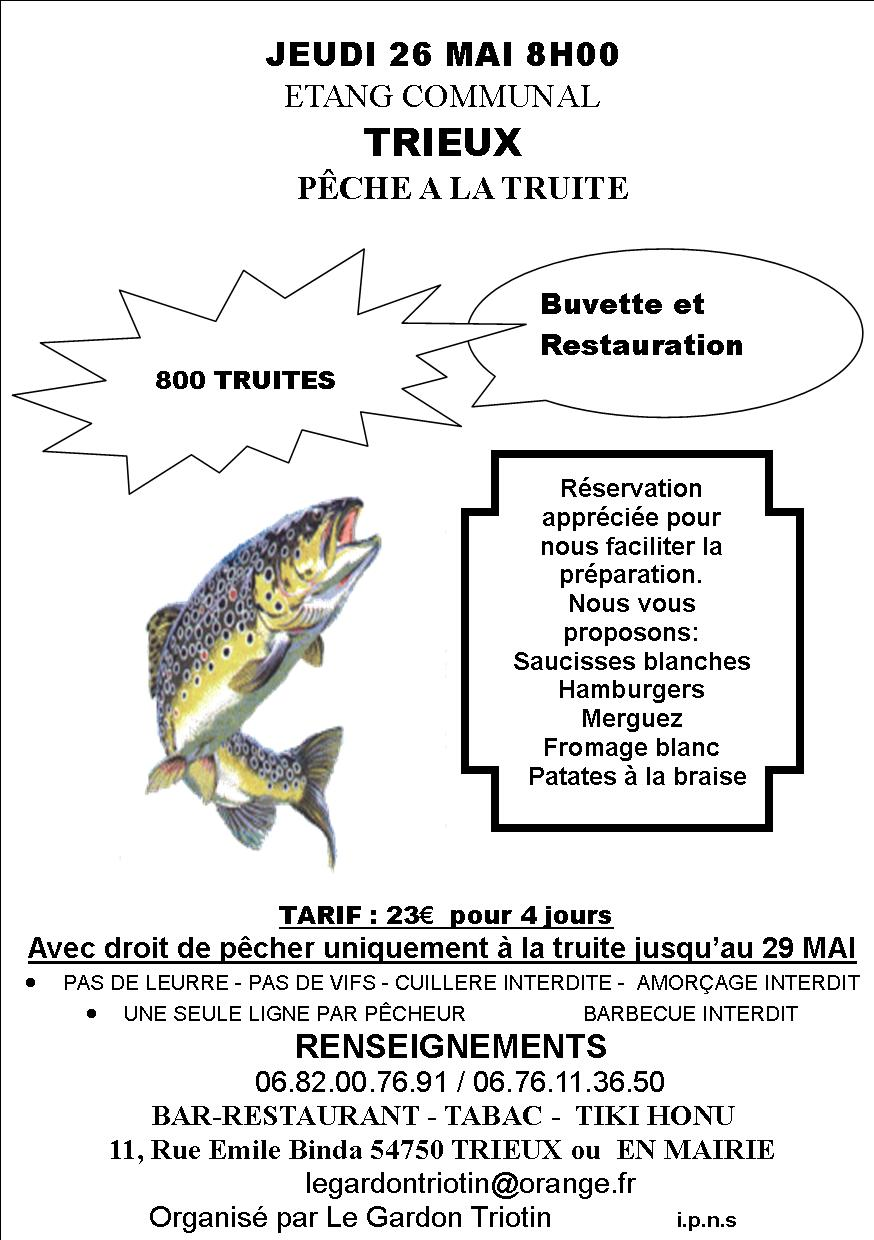 JEUDI 26 MAI 8H00
ETANG COMMUNAL
TRIEUX
PÊCHE A LA TRUITE
800 TRUITES
Buvette et
Restauration
Réservation
appréciée pour
nous faciliter la
préparation.
Nous vous
proposons:
Saucisses blanches
Hamburgers
Merguez
Fromage blanc
Patates à la braise
TARIF : 23€ pour 4 jours
Avec droit de pêcher uniquement à la truite jusqu’au 29 MAI
• PAS DE LEURRE - PAS DE VIFS - CUILLERE INTERDITE - AMORÇAGE INTERDIT
• UNE SEULE LIGNE PAR PÊCHEUR BARBECUE INTERDIT
RENSEIGNEMENTS
06.82.00.76.91 / 06.76.11.36.50
BAR-RESTAURANT - TABAC - TIKI HONU
11, Rue Emile Binda 54750 TRIEUX ou EN MAIRIE
legardontriotin@orange.fr
Organisé par Le Gardon Triotin i.p.n.s